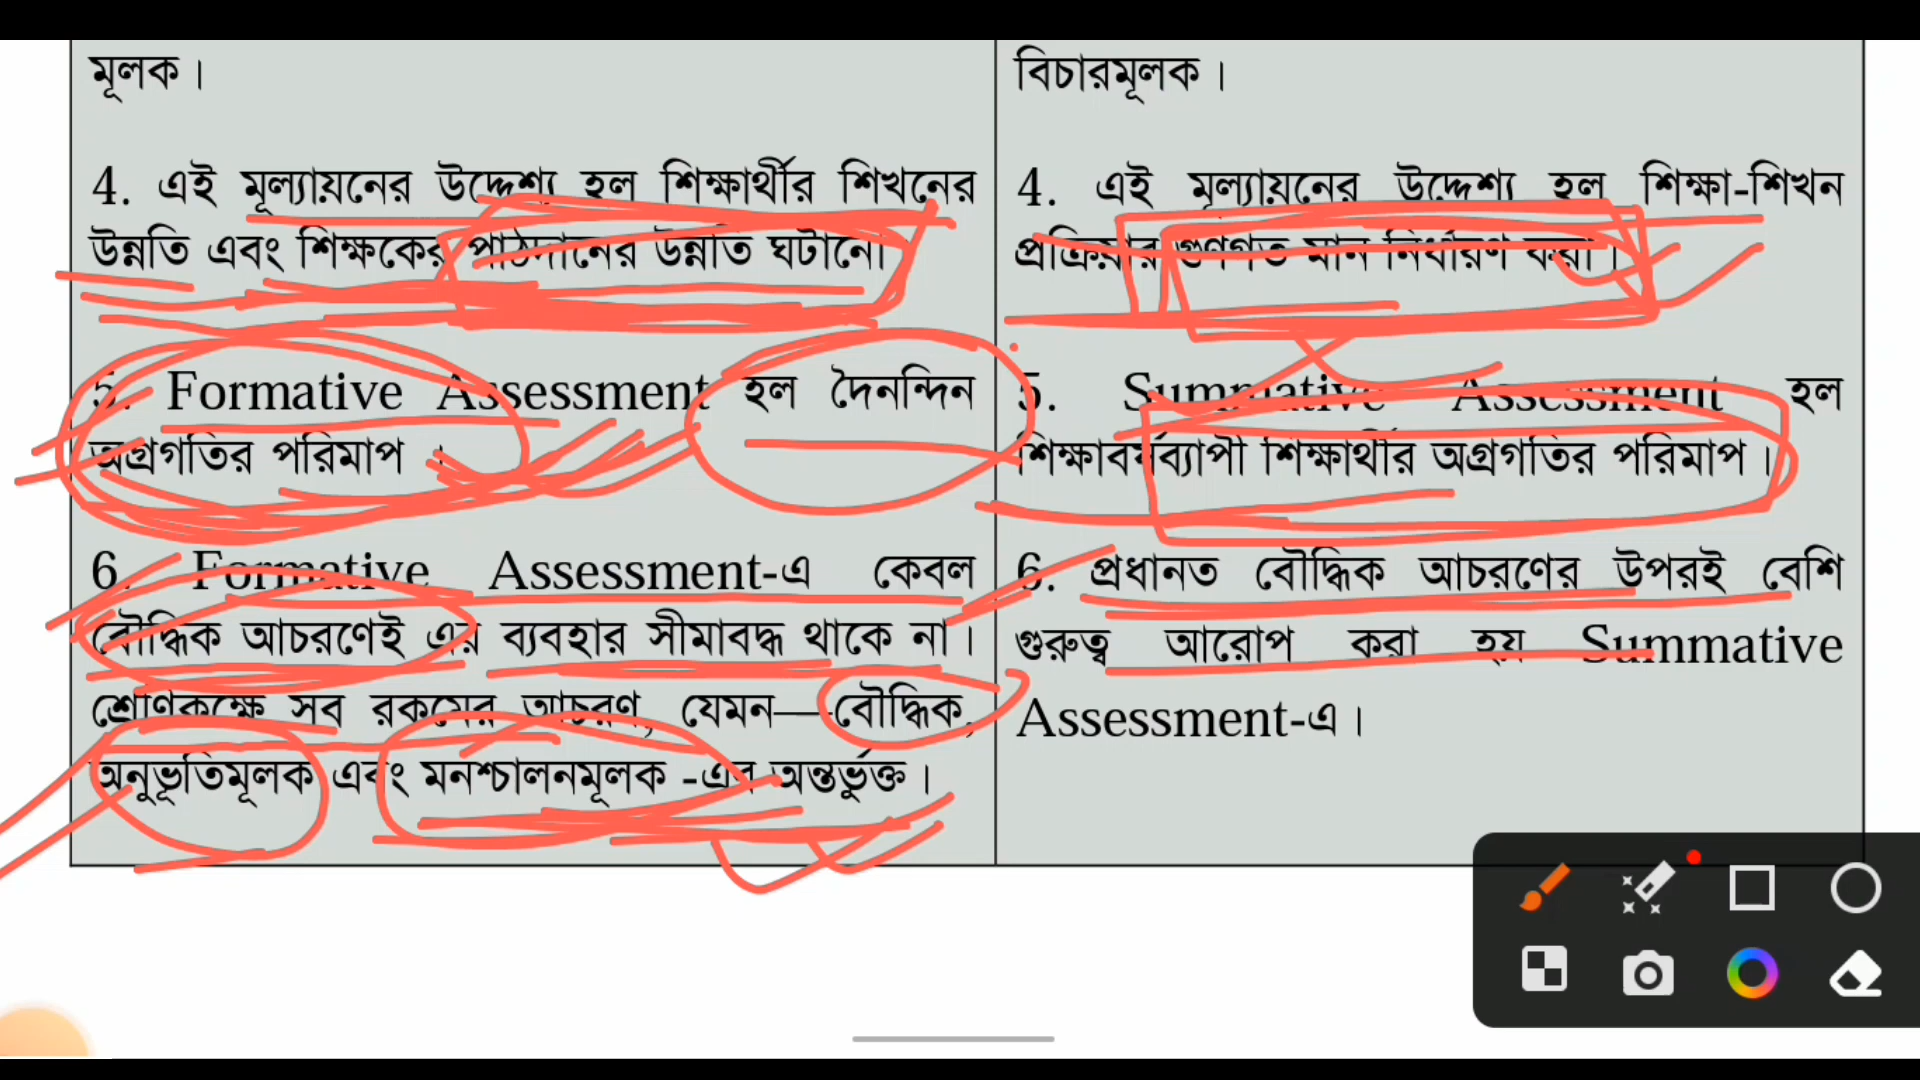 মূলক।
4. এই মূল্যায়নের উদ্দেশ্য হল শিক্ষার্থীর শিখনের
উন্নতি এবং শিক্ষকের পাঠদানের উন্নতি ঘটানো।
5. Formative Assessment হল দৈনন্দিন
অগ্রগতির পরিমাপ ।
6. Formative Assessment-এ কেবল
বৌদ্ধিক আচরণেই এর ব্যবহার সীমাবদ্ধ থাকে না।
শ্রেণিকক্ষে সব রকমের আচরণ, যেমন—বৌদ্ধিক,
অনুভূতিমূলক এবং মনশ্চালনমূলক -এর অন্তর্ভুক্ত।
বিচারমূলক।
4. এই মূল্যায়নের উদ্দেশ্য হল শিক্ষা-শিখন
প্রক্রিয়ার গুণগত মান নির্ধারণ করা।
5. Summative Assessment হল
শিক্ষাবর্ষব্যাপী শিক্ষার্থীর অগ্রগতির পরিমাপ।
6. প্রধানত বৌদ্ধিক আচরণের উপরই বেশি
গুরুত্ব আরোপ করা হয় Summative
Assessment-এ।